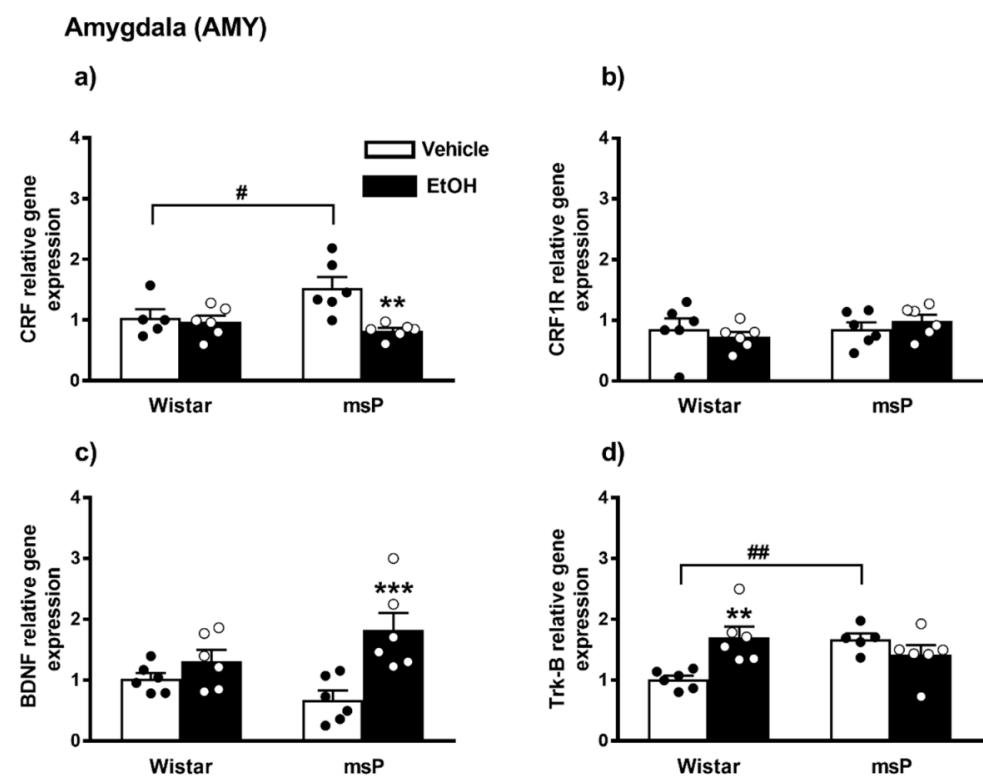 Amygdala (AMY)
a)
b)
4
3
2
1
0
CRF relative gene
expression
Vehicle
EtOH
#
**
Wistar
msP
4
3
2
1
0
CRF1R relative gene
expression
Wistar
msP
c)
d)
4
3
2
1
0
BDNF relative gene
expression
***
Wistar
msP
4
3
2
1
0
Trk-B relative gene
expression
##
**
Wistar
msP